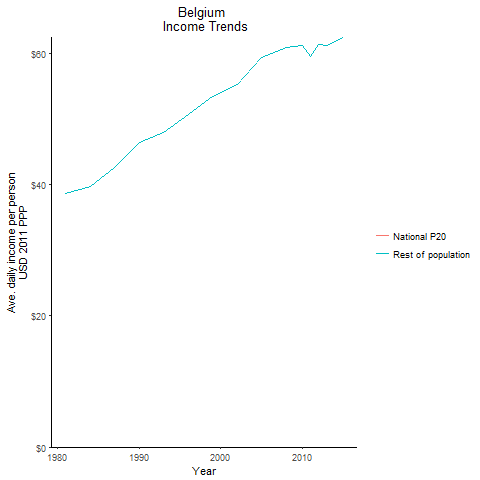 Belgium
Income Trends
Ave. daily income per person
USD 2011 PPP
$60
$40
$20
$0
1980
1990
2000
2010
Year
National P20
Rest of population